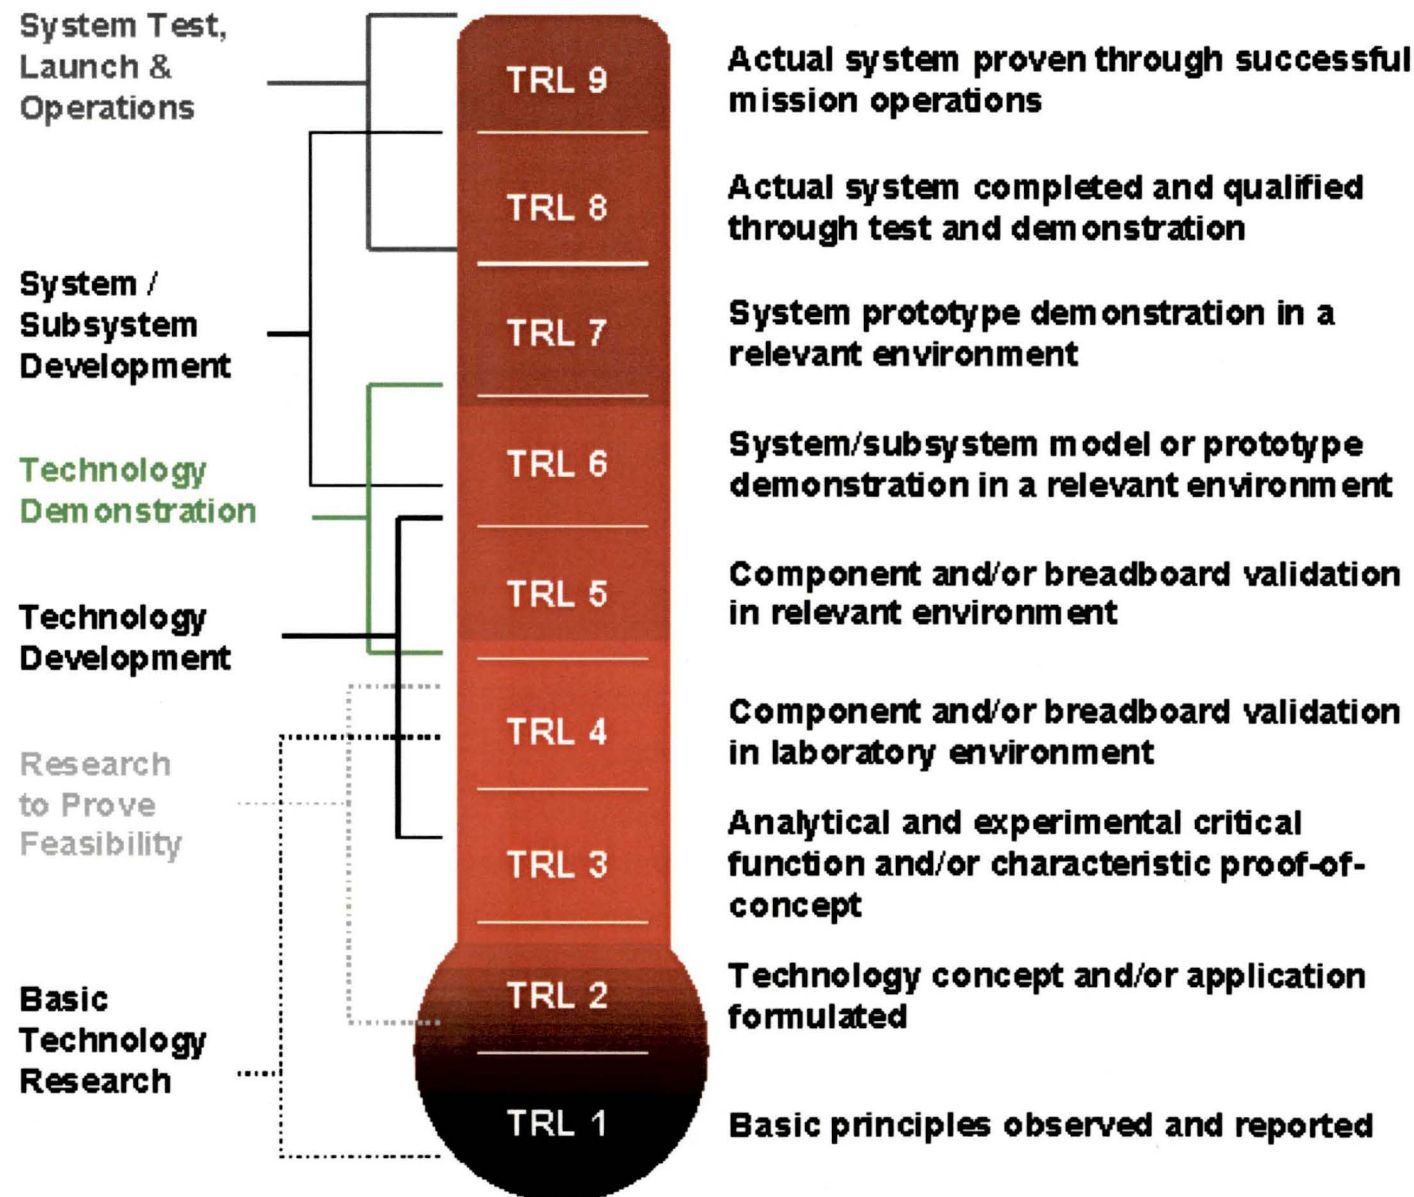 System Test,
Launch &
Operations
System /
Subsystem
Development
Technology
Demonstration
Technology
Development
Research
to Prove
Feasibility
Basic
Technology
Research
TRL 9
TRL 8
TRL 7
TRL 6
TRL 5
TRL 4
TRL 3
TRL 2
TRL 1
Actual system proven through successful
mission operations
Actual system completed and qualified
through test and demonstration
System prototype demonstration in a
relevant environment
System/subsystem model or prototype
demonstration in a relevant environment
Component and/or breadboard validation
in relevant environment
Component and/or breadboard validation
in laboratory environment
Analytical and experimental critical
function and/or characteristic proof-of-
concept
Technology concept and/or application
formulated
Basic principles observed and reported